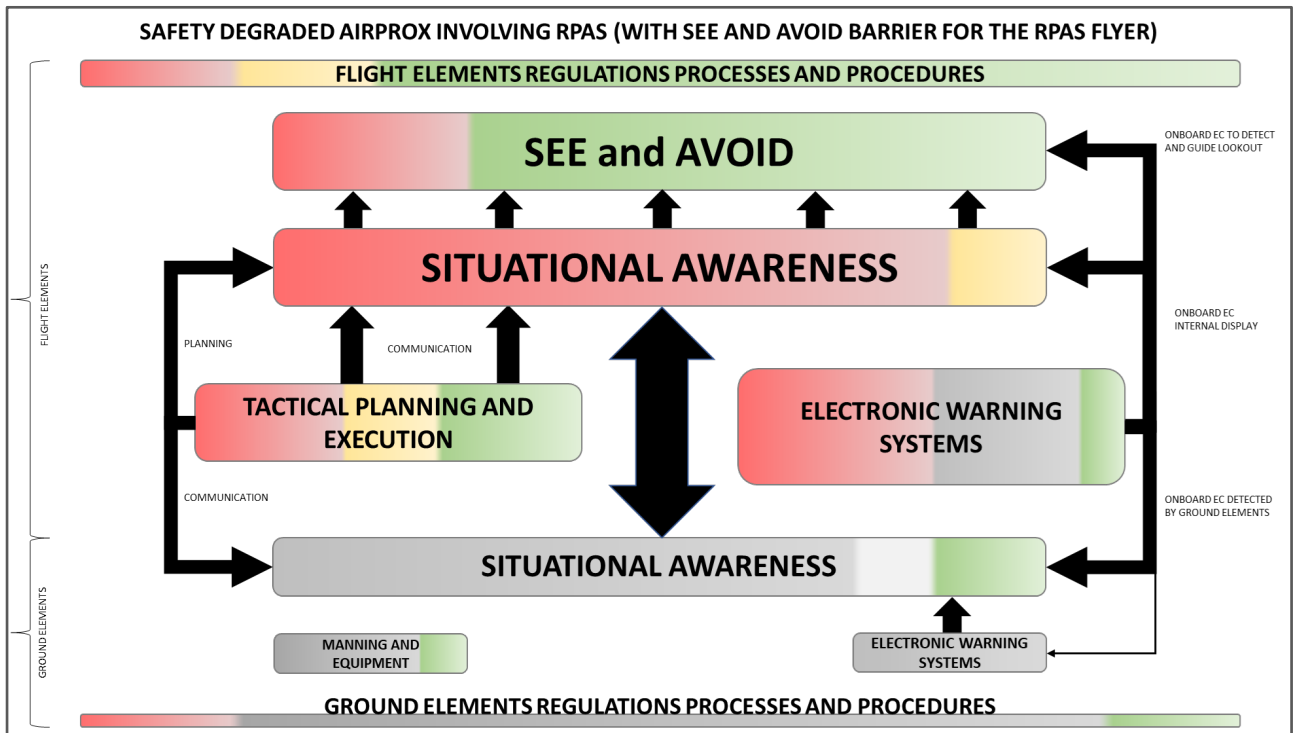 SAFETY DEGRADED AIRPROX INVOLVING RPAS (WITH SEE AND AVOID BARRIER FOR THE RPAS FLYER)
FLIGHT ELEMENTS REGULATIONS PROCESSES AND PROCEDURES
SEE and AVOID
ONBOARD EC TO DETECT
AND GUIDE LOOKOUT
SITUATIONAL AWARENESS
FLIGHT ELEMENTS
PLANNING
COMMUNICATION
ONBOARD EC
INTERNAL DISPLAY
TACTICAL PLANNING AND
EXECUTION
ELECTRONIC WARNING
SYSTEMS
COMMUNICATION
ONBOARD EC DETECTED
BY GROUND ELEMENTS
SITUATIONAL AWARENESS
GROUND ELEMENTS
MANNING AND
EQUIPMENT
ELECTRONIC WARNING
SYSTEMS
GROUND ELEMENTS REGULATIONS PROCESSES AND PROCEDURES